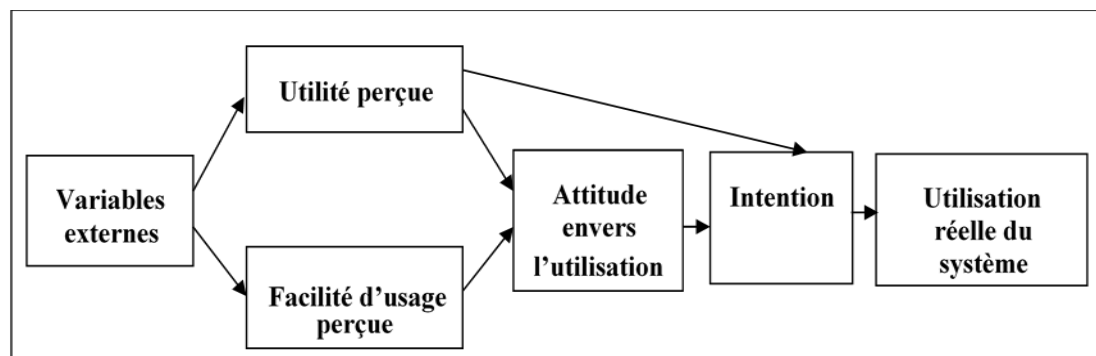 Utilité perçue
Variables
externes
Facilité d’usage
perçue
Attitude
envers
l’utilisation
Intention
Utilisation
réelle du
système